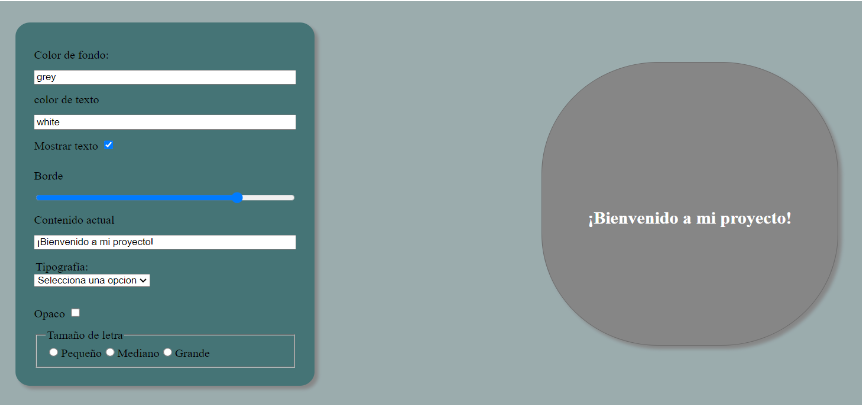 Color de fondo:
grey
color de texto
white
Mostrar texto
Borde
Contenido actual
¡Bienvenido a mi proyecto!
Tipografia:
Selecciona una opcion
Opaco
Tamaño de letra
Pequeño Mediano Grande
¡Bienvenido a mi proyecto!